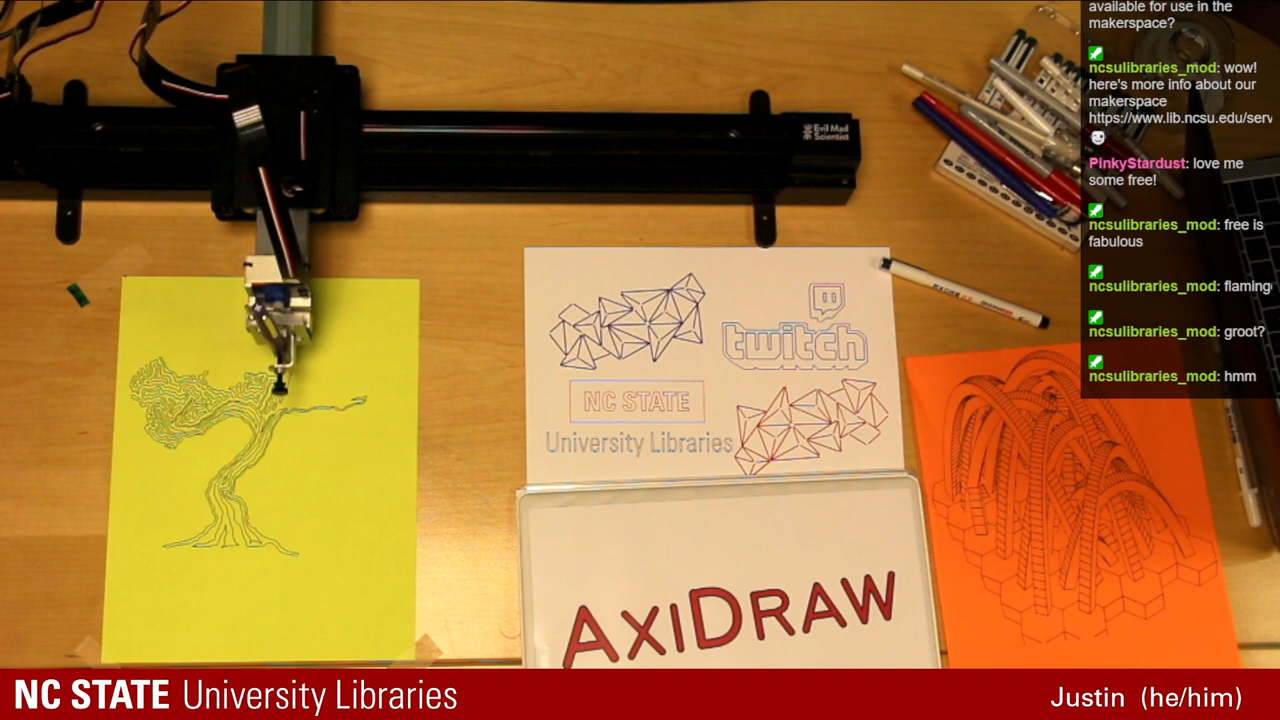 available for use in the
makerspace?
ncsulibraries_mod: wow!
here's more info about our
makerspace
https://www.lib.ncsu.edu/serv
PinkyStardust: love me
some free!
ncsulibraries_mod: free is
fabulous
ncsulibraries_mod: flaming
ncsulibraries_mod: groot?
ncsulibraries_mod: hmm
Evil Mad
Scientist
twitch
NC STATE
University Libraries
AXIDRAW
NC STATE University Libraries
Justin (he/him)